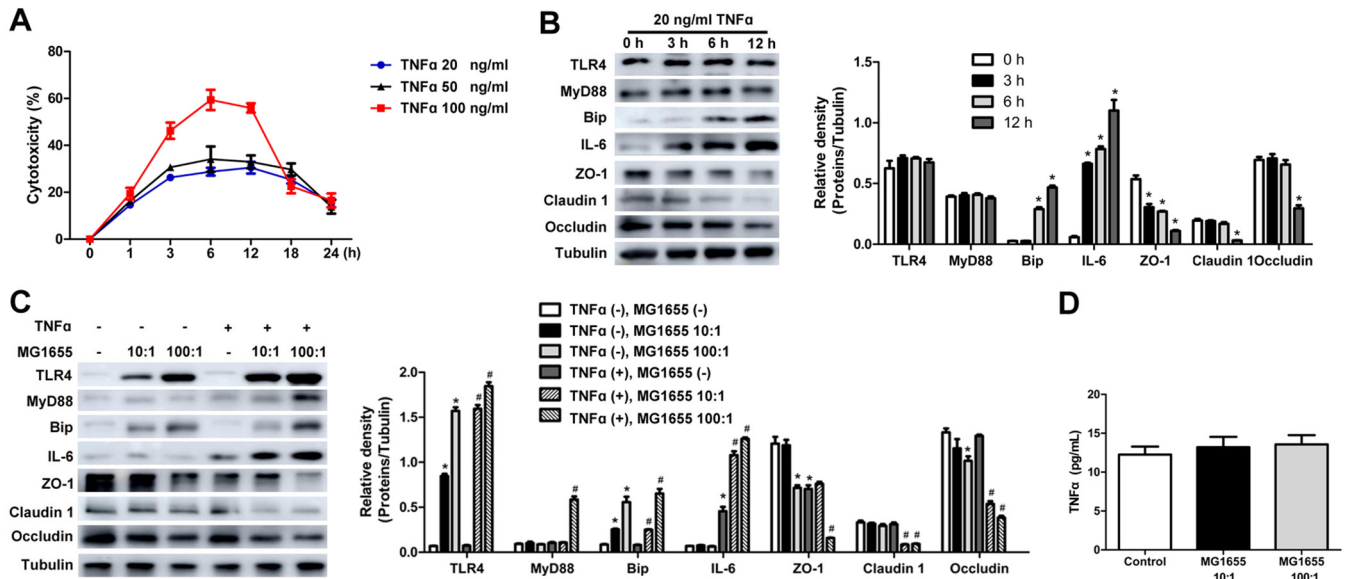 A
Cytotoxicity (%)
80
60
40
20
0
0 1 3 6 12 18 24 (h)
TNFα 20 ng/ml
TNFα 50 ng/ml
TNFα 100 ng/ml
B
20 ng/ml TNFα
0 h 3 h 6 h 12 h
TLR4
MyD88
Bip
IL-6
ZO-1
Claudin 1
Occludin
Tubulin
Relative density
(Proteins/Tubulin)
1.5
1.0
0.5
0.0
0 h
3 h
6 h
12 h
* * * * * * * * * *
TLR4 MyD88 Bip IL-6 ZO-1 Claudin 1 Occludin
C
TNFα - - - + + +
MG1655 - 10:1 100:1 - 10:1 100:1
TLR4
MyD88
Bip
IL-6
ZO-1
Claudin 1
Occludin
Tubulin
Relative density
(Proteins/Tubulin)
2.0
1.5
1.0
0.5
0.0
TNFα (-), MG1655 (-)
TNFα (-), MG1655 10:1
TNFα (-), MG1655 100:1
TNFα (+), MG1655 (-)
TNFα (+), MG1655 10:1
TNFα (+), MG1655 100:1
* * # # # * * # # * # # * * # # # * # #
TLR4 MyD88 Bip IL-6 ZO-1 Claudin 1 Occludin
D
TNFα (pg/mL)
20
15
10
5
0
Control MG1655 MG1655
10:1 100:1